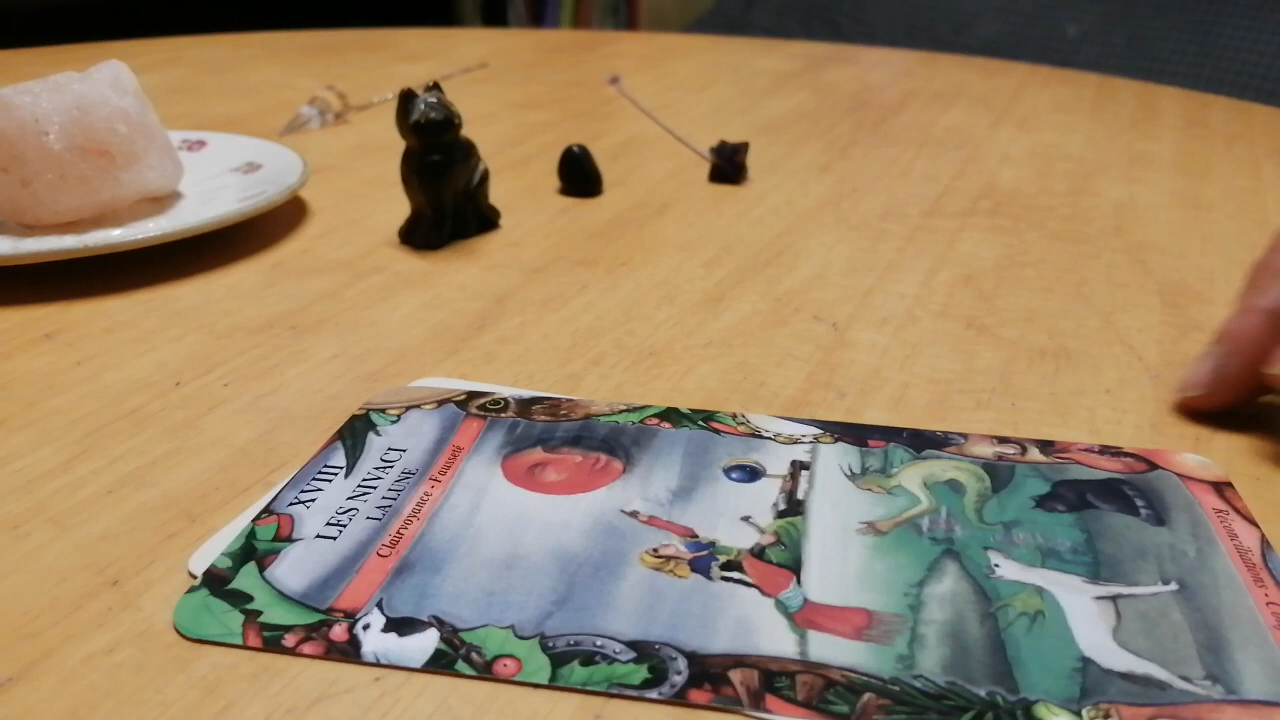 XVIII
LES NIVACI
LA LUNE
Clairvoyance - Fausseté
Réconciliations -